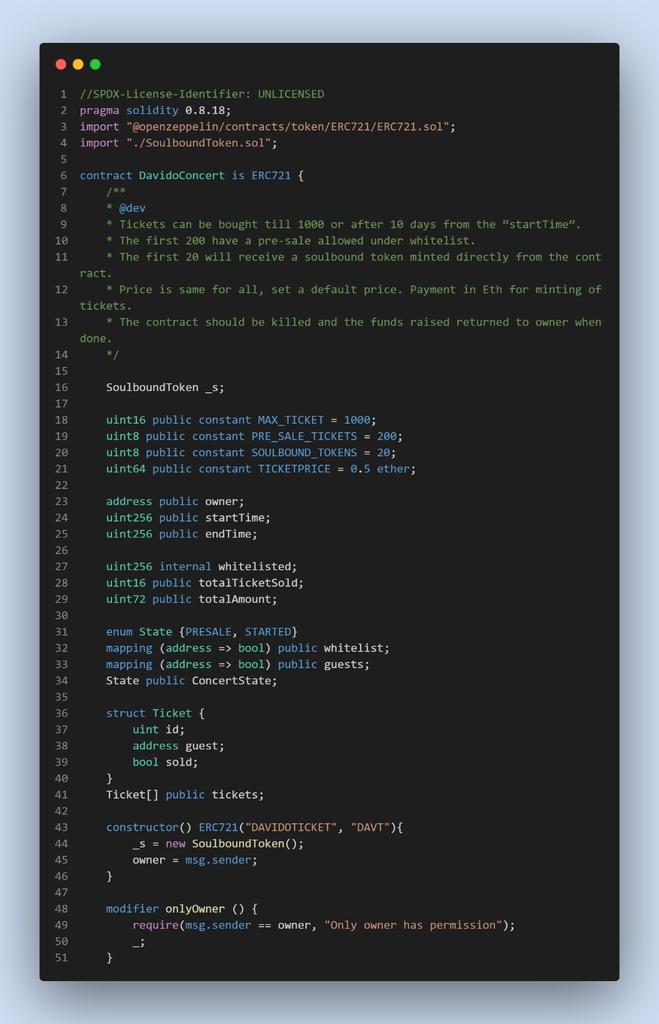 1 //SPDX-License-Identifier: UNLICENSED
2 pragma solidity 0.8.18;
3 import "@openzeppelin/contracts/token/ERC721/ERC721.sol";
4 import "./SoulboundToken.sol";
5
6 contract DavidoConcert is ERC721 {
7     /**
8     * @dev
9     * Tickets can be bought till 1000 or after 10 days from the “startTime”.
10     * The first 200 have a pre-sale allowed under whitelist.
11     * The first 20 will receive a soulbound token minted directly from the cont
ract.
12     * Price is same for all, set a default price. Payment in Eth for minting of
tickets.
13     * The contract should be killed and the funds raised returned to owner when
done.
14     */
15
16     SoulboundToken _s;
17
18     uint16 public constant MAX_TICKET = 1000;
19     uint8 public constant PRE_SALE_TICKETS = 200;
20     uint8 public constant SOULBOUND_TOKENS = 20;
21     uint64 public constant TICKETPRICE = 0.5 ether;
22
23     address public owner;
24     uint256 public startTime;
25     uint256 public endTime;
26
27     uint256 internal whitelisted;
28     uint16 public totalTicketSold;
29     uint72 public totalAmount;
30
31     enum State {PRESALE, STARTED}
32     mapping (address => bool) public whitelist;
33     mapping (address => bool) public guests;
34     State public ConcertState;
35
36     struct Ticket {
37         uint id;
38         address guest;
39         bool sold;
40     }
41     Ticket[] public tickets;
42
43     constructor() ERC721("DAVIDOTICKET", "DAVT"){
44         _s = new SoulboundToken();
45         owner = msg.sender;
46     }
47
48     modifier onlyOwner () {
49         require(msg.sender == owner, "Only owner has permission");
50         _;
51     }